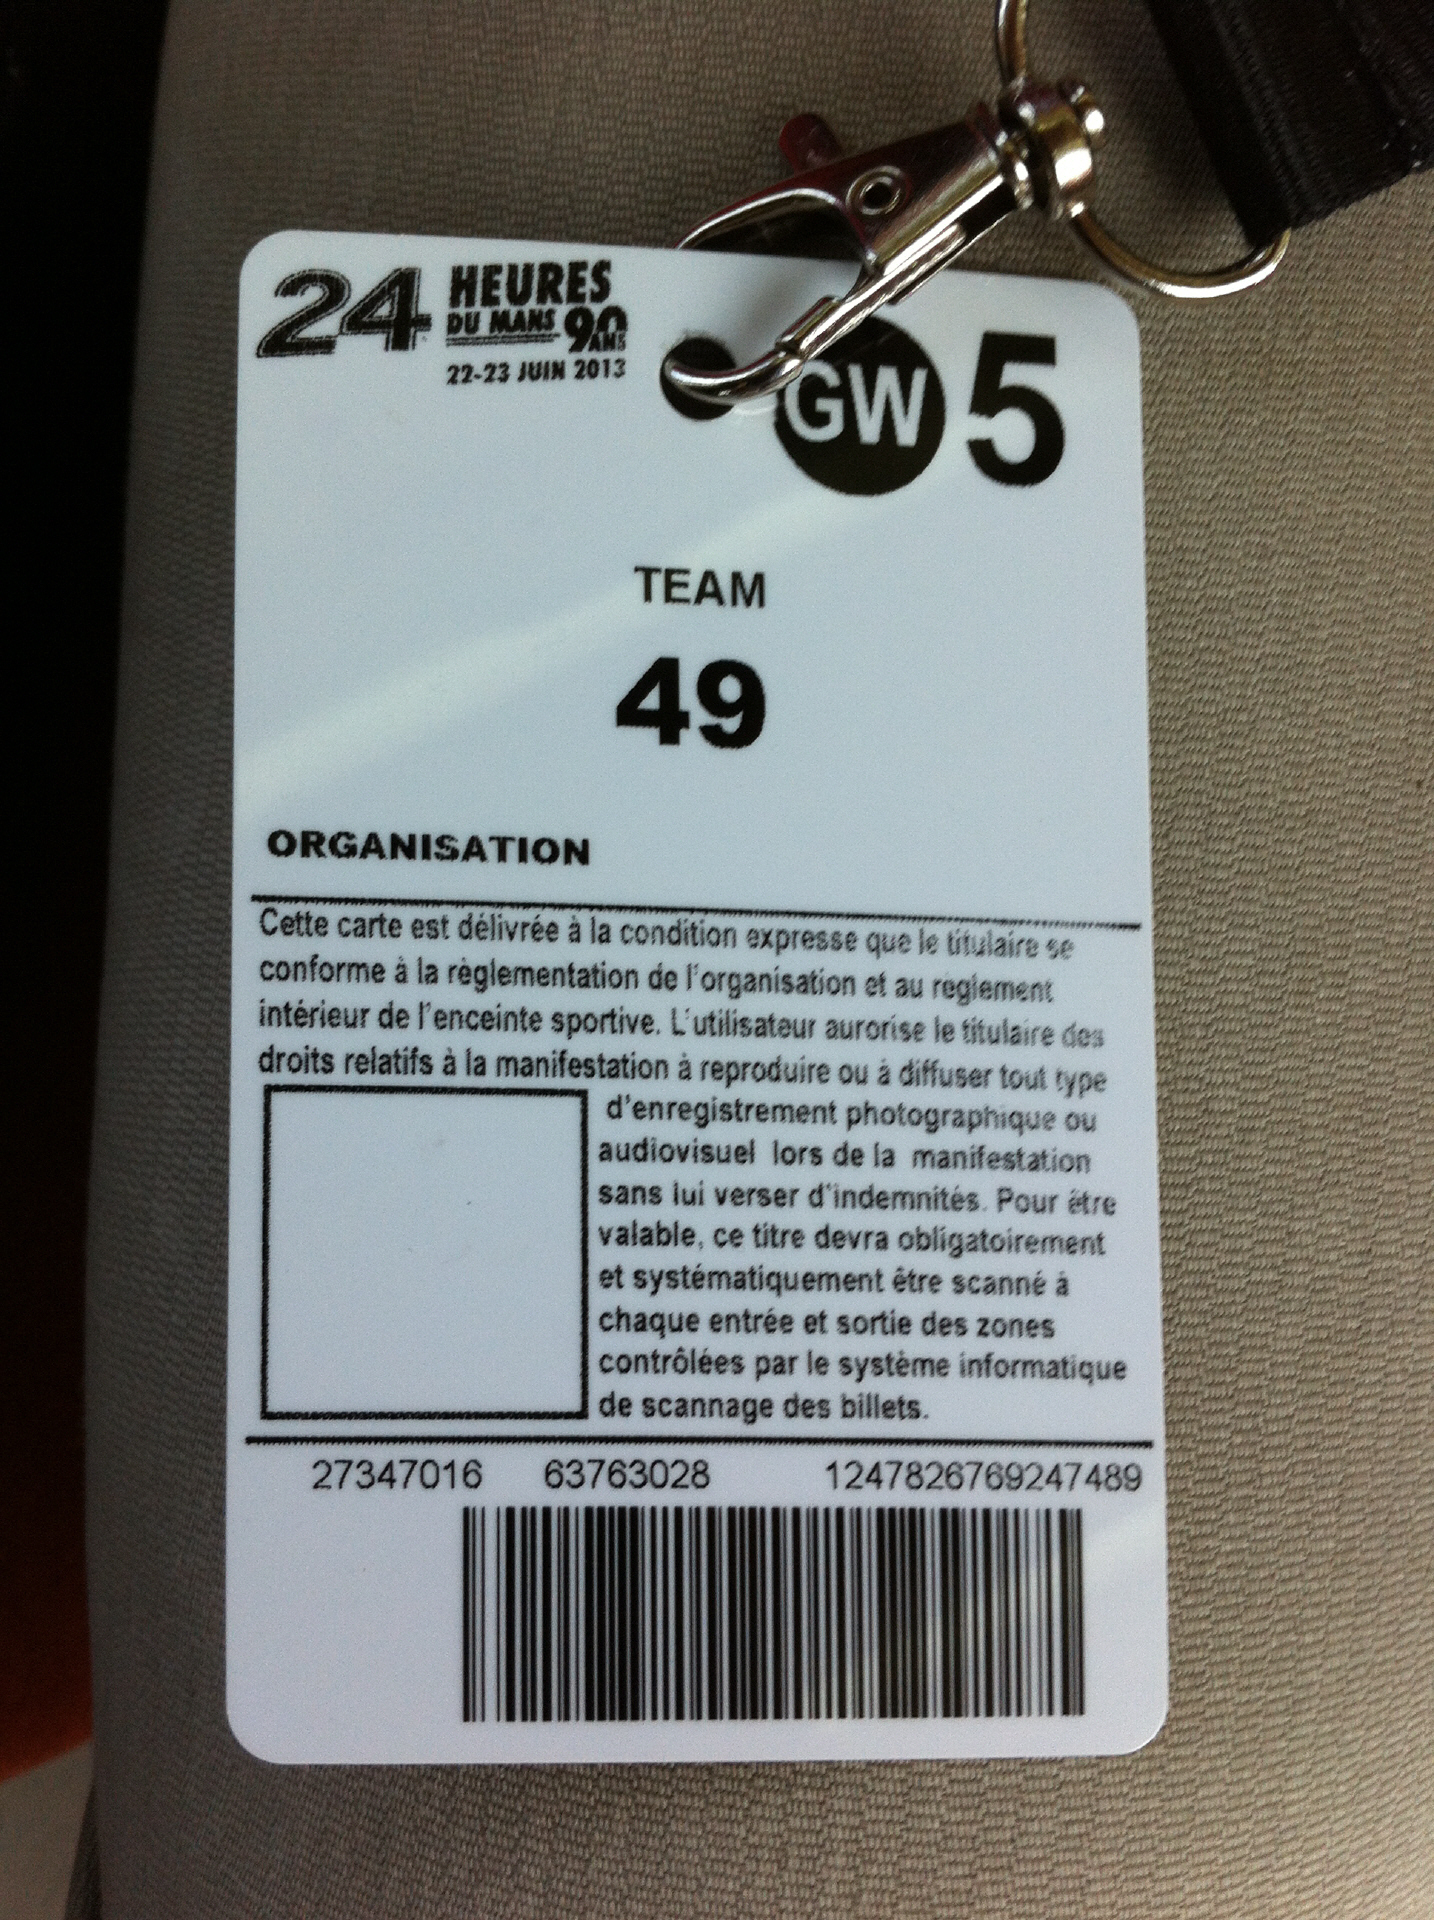 24 HEURES
DU MANS 90
ANS
22-23 JUIN 2013
GW 5
TEAM
49
ORGANISATION
Cette carte est délivrée à la condition expresse que le titulaire se
conforme à la règlementation de l'organisation et au règlement
intérieur de l'enceinte sportive. L'utilisateur aurorise le titulaire des
droits relatifs à la manifestation à reproduire ou à diffuser tout type
d'enregistrement photographique ou
audiovisuel lors de la manifestation
sans lui verser d'indemnités. Pour être
valable, ce titre devra obligatoirement
et systématiquement être scanné à
chaque entrée et sortie des zones
contrôlées par le système informatique
de scannage des billets.
27347016 63763028 1247826769247489